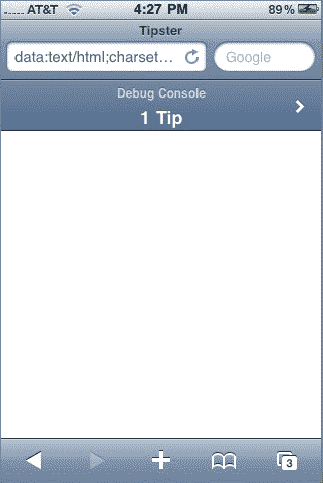 AT&T 4:27 PM 89%
Tipster
data:text/html;charset... Google
Debug Console
1 Tip
3